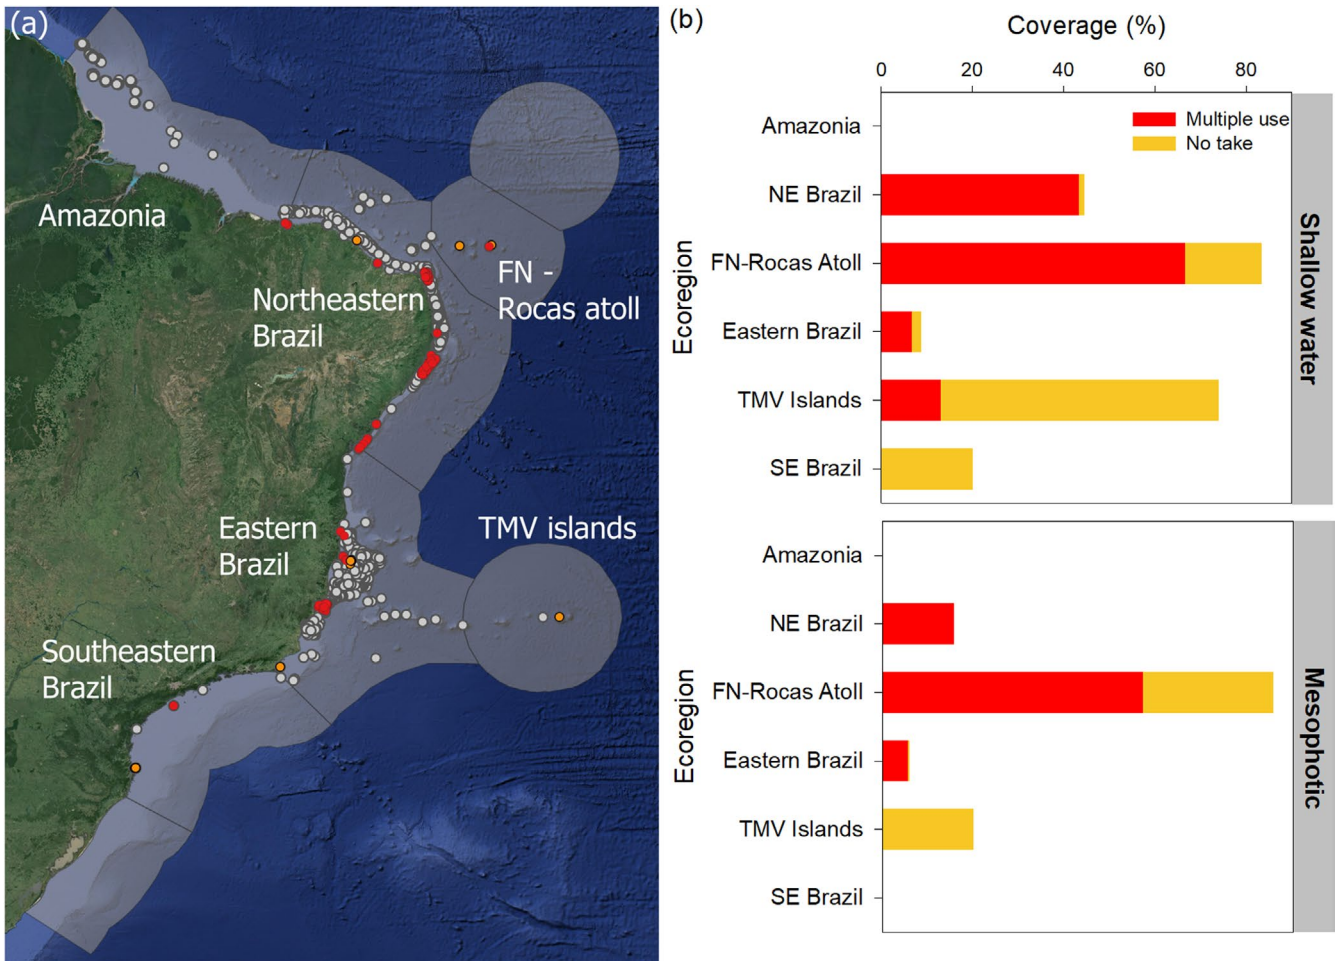 (a)
Amazonia
Northeastern
Brazil
FN -
Rocas atoll
Eastern
Brazil
TMV islands
Southeastern
Brazil
(b)
Coverage (%)
0 20 40 60 80
Multiple use
No take
Ecoregion
Amazonia
NE Brazil
FN-Rocas Atoll
Eastern Brazil
TMV Islands
SE Brazil
Shallow water
Ecoregion
Amazonia
NE Brazil
FN-Rocas Atoll
Eastern Brazil
TMV Islands
SE Brazil
Mesophotic